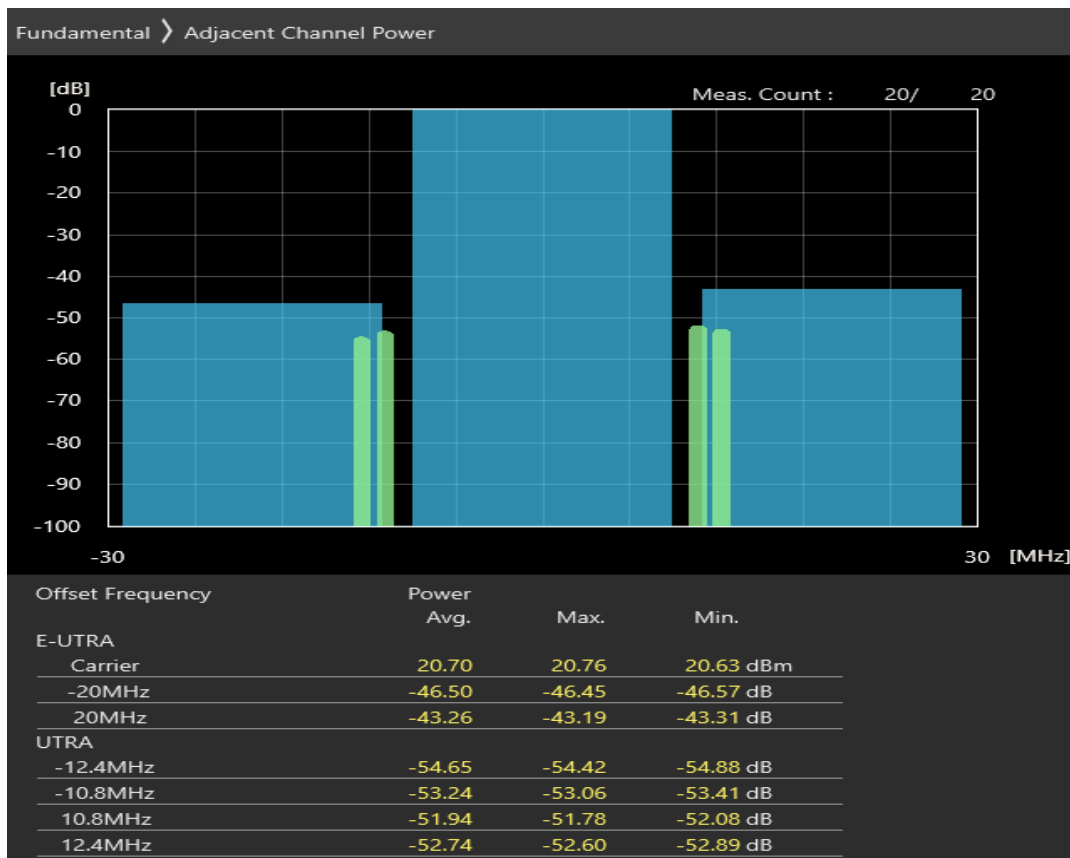 Fundamental 〉 Adjacent Channel Power
[dB]
Meas. Count : 20/ 20
0
-10
-20
-30
-40
-50
-60
-70
-80
-90
-100
-30 30 [MHz]
Offset Frequency Power
Avg. Max. Min.
E-UTRA
Carrier 20.70 20.76 20.63 dBm
-20MHz -46.50 -46.45 -46.57 dB
20MHz -43.26 -43.19 -43.31 dB
UTRA
-12.4MHz -54.65 -54.42 -54.88 dB
-10.8MHz -53.24 -53.06 -53.41 dB
10.8MHz -51.94 -51.78 -52.08 dB
12.4MHz -52.74 -52.60 -52.89 dB